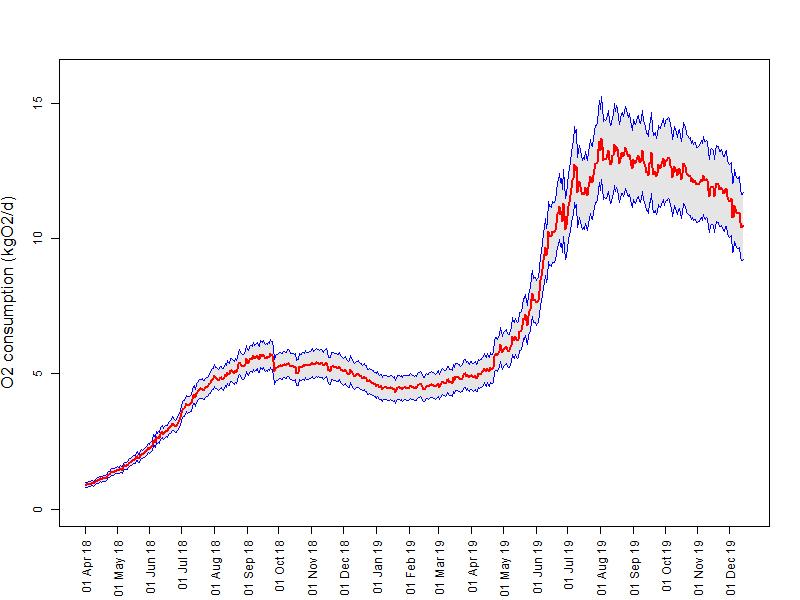 O2 consumption (kgO2/d)
15
10
5
0
01 Apr 18
01 May 18
01 Jun 18
01 Jul 18
01 Aug 18
01 Sep 18
01 Oct 18
01 Nov 18
01 Dec 18
01 Jan 19
01 Feb 19
01 Mar 19
01 Apr 19
01 May 19
01 Jun 19
01 Jul 19
01 Aug 19
01 Sep 19
01 Oct 19
01 Nov 19
01 Dec 19